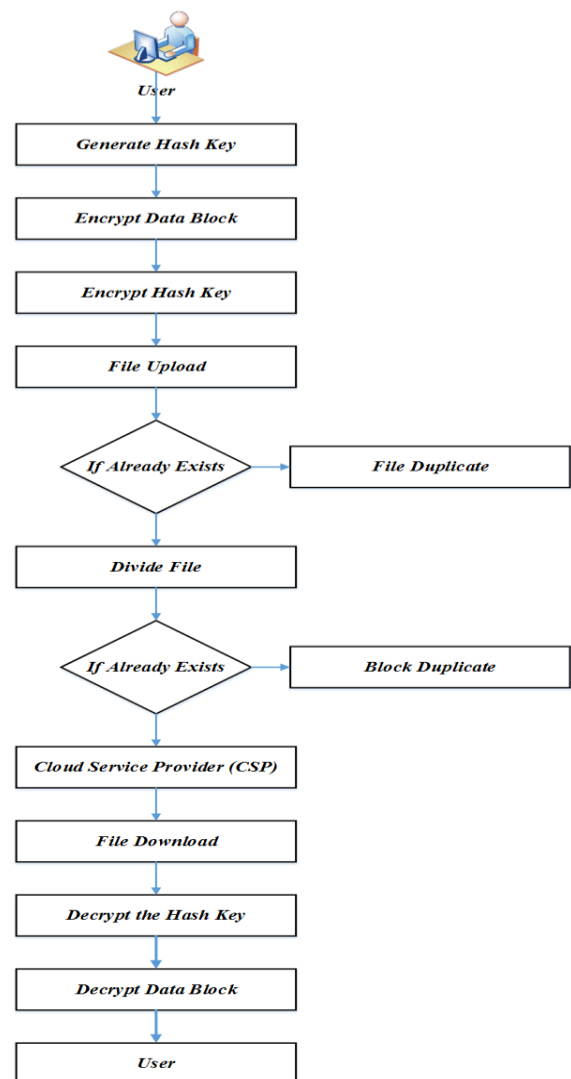 User
Generate Hash Key
Encrypt Data Block
Encrypt Hash Key
File Upload
If Already Exists
File Duplicate
Divide File
If Already Exists
Block Duplicate
Cloud Service Provider (CSP)
File Download
Decrypt the Hash Key
Decrypt Data Block
User